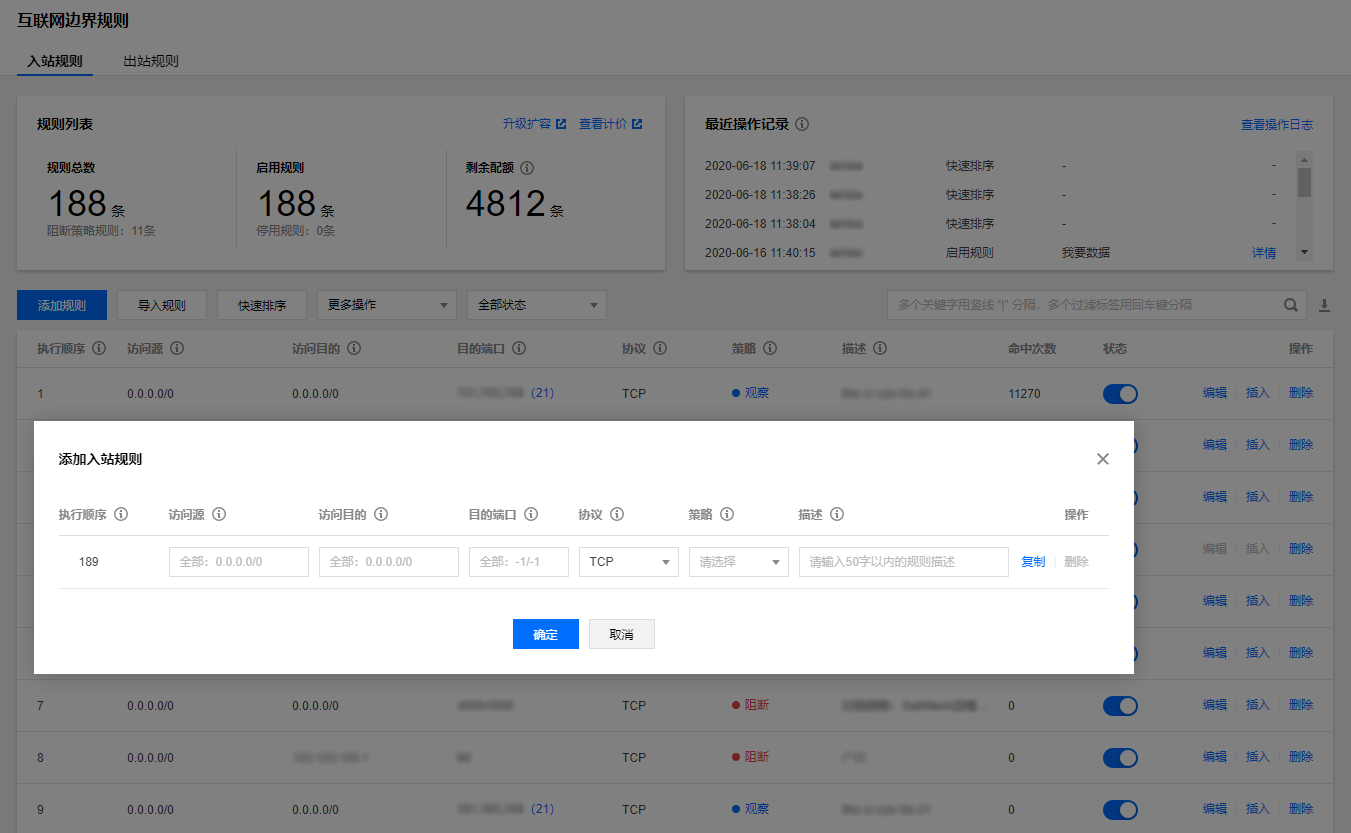 互联网边界规则
入站规则 出站规则
规则列表 升级扩容 查看计价
规则总数 启用规则 剩余配额
188 条 188 条 4812 条
阻断策略规则：11条 停用规则：0条
最近操作记录 查看操作日志
2020-06-18 11:39:07 快速排序 - -
2020-06-18 11:38:26 快速排序 - -
2020-06-18 11:38:04 快速排序 - -
2020-06-16 11:40:15 启用规则 我要数据 详情
添加规则 导入规则 快速排序 更多操作 全部状态 多个关键字用竖线 "|" 分隔，多个过滤标签用回车键分隔
执行顺序 访问源 访问目的 目的端口 协议 策略 描述 命中次数 状态 操作
1 0.0.0.0/0 0.0.0.0/0 (21) TCP 观察 11270 编辑 插入 删除
编辑 插入 删除
编辑 插入 删除
编辑 插入 删除
编辑 插入 删除
编辑 插入 删除
添加入站规则
执行顺序 访问源 访问目的 目的端口 协议 策略 描述 操作
189 全部：0.0.0.0/0 全部：0.0.0.0/0 全部：-1/-1 TCP 请选择 请输入50字以内的规则描述 复制 删除
确定 取消
7 0.0.0.0/0 0.0.0.0/0 TCP 阻断 0 编辑 插入 删除
8 0.0.0.0/0 TCP 阻断 0 编辑 插入 删除
9 0.0.0.0/0 0.0.0.0/0 (21) TCP 观察 0 编辑 插入 删除